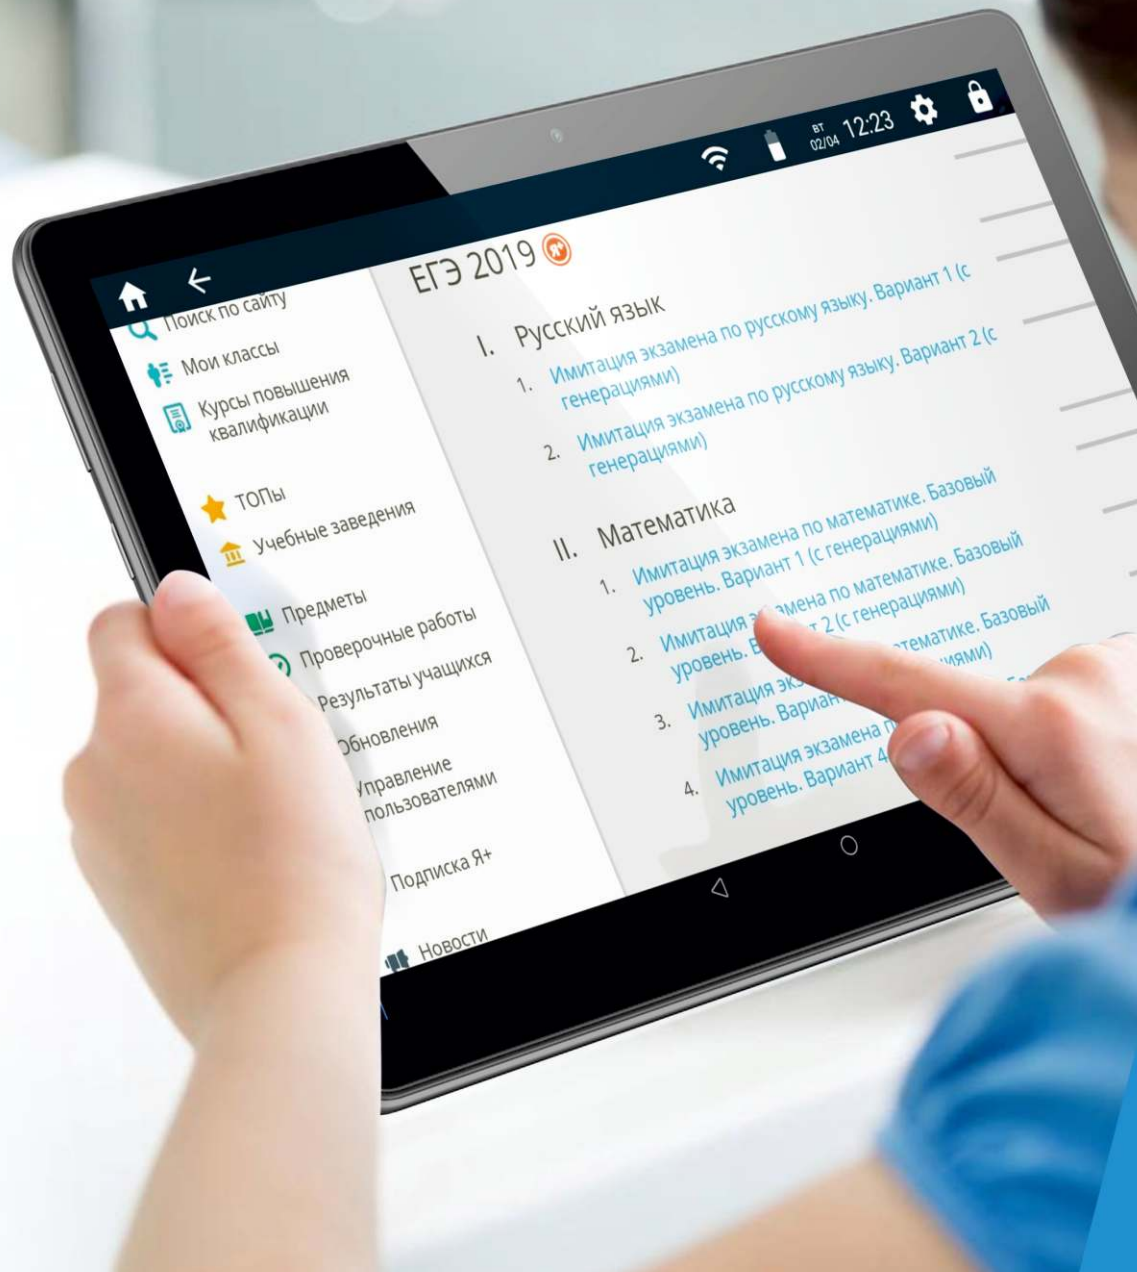 ВТ
02/04 12:23
Поиск по сайту
Мои классы
Курсы повышения
квалификации
ТОПы
Учебные заведения
Предметы
Проверочные работы
Результаты учащихся
Обновления
Управление
пользователями
Подписка Я+
Новости
ЕГЭ 2019 Я+
I. Русский язык
1. Имитация экзамена по русскому языку. Вариант 1 (с
генерациями)
2. Имитация экзамена по русскому языку. Вариант 2 (с
генерациями)
II. Математика
1. Имитация экзамена по математике. Базовый
уровень. Вариант 1 (с генерациями)
2. Имитация экзамена по математике. Базовый
уровень. 2 (с генерациями)
3. Имитация математике. Базовый
уровень. Вариант
4. Имитация экзамена
уровень. Вариант 4